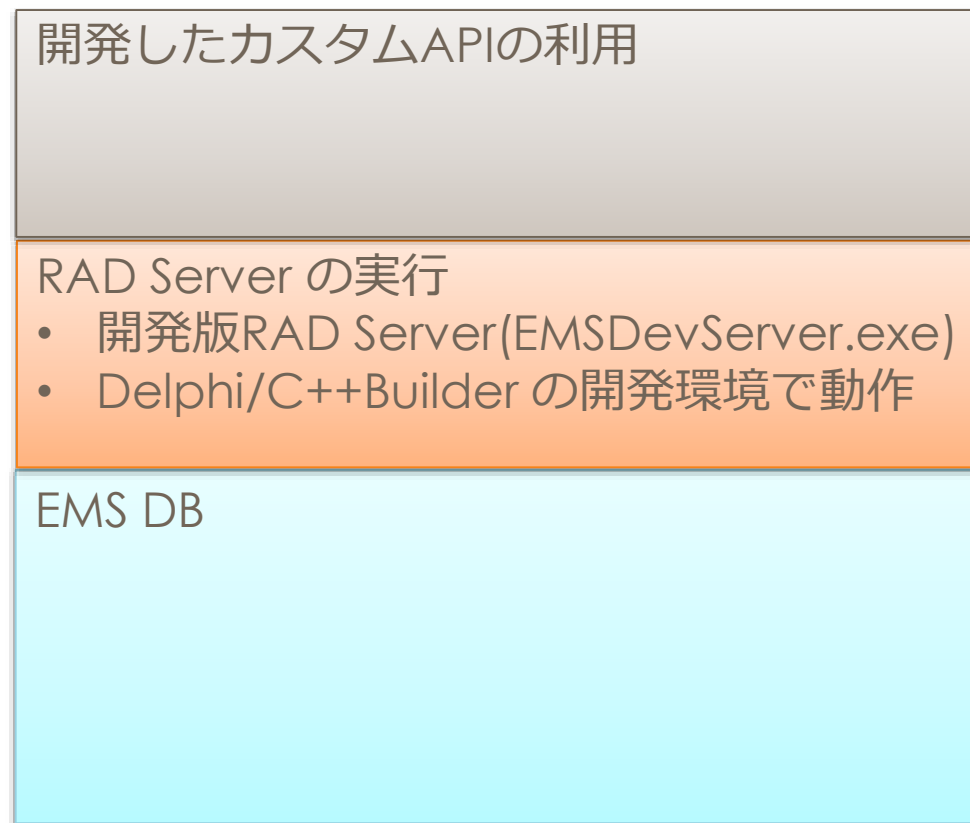 開発したカスタムAPIの利用
RAD Server の実行
• 開発版RAD Server(EMSDevServer.exe)
• Delphi/C++Builder の開発環境で動作
EMS DB